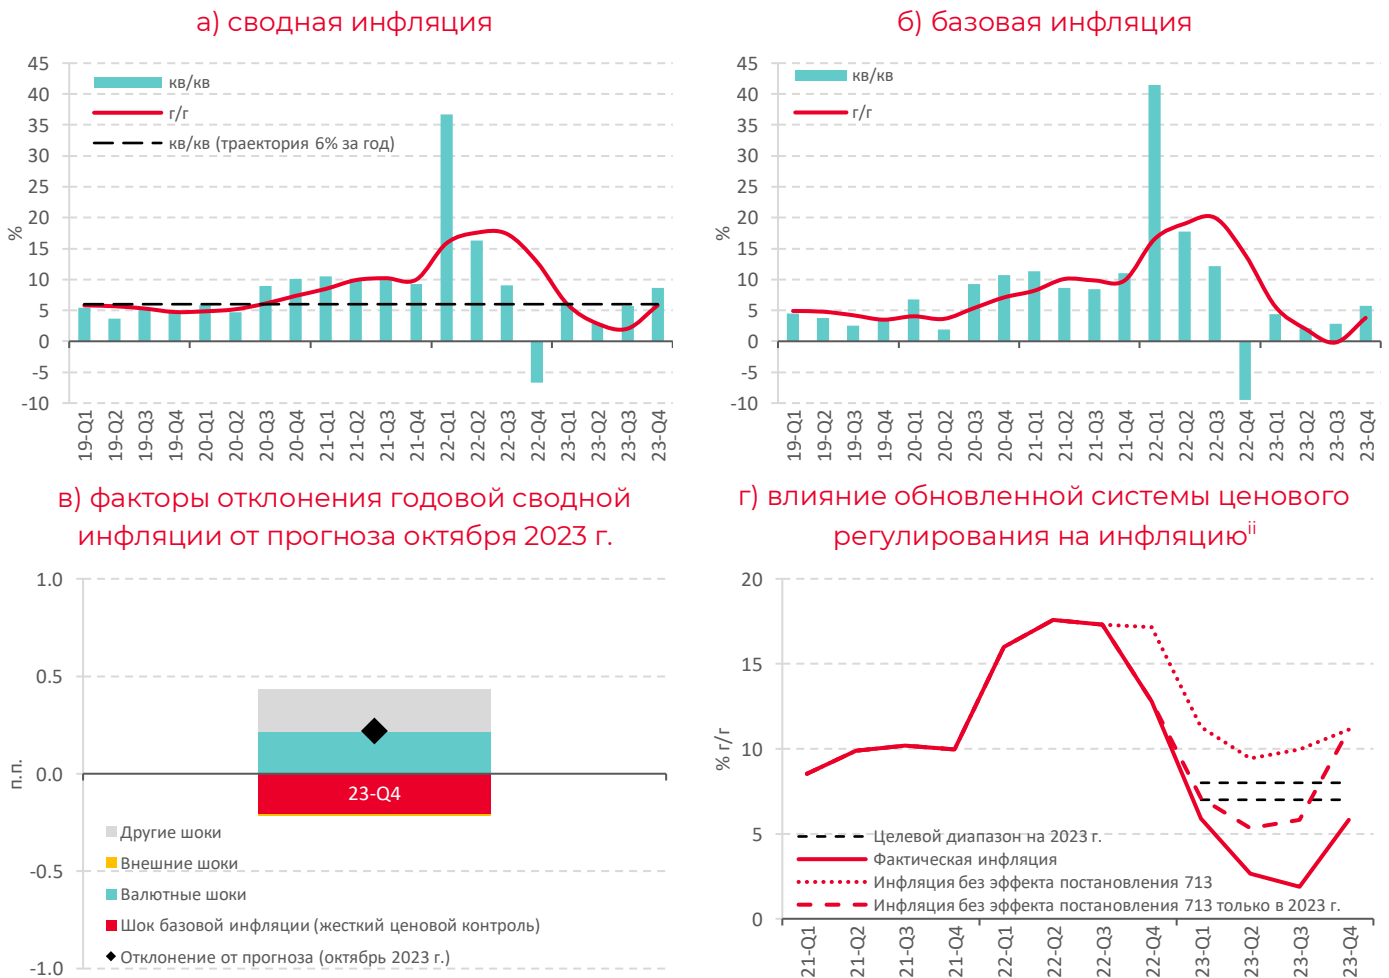 а) сводная инфляция
45
40
35
30
25
20
15
10
5
0
-5
-10
%
кв/кв
г/г
кв/кв (траектория 6% за год)
19-Q1
19-Q2
19-Q3
19-Q4
20-Q1
20-Q2
20-Q3
20-Q4
21-Q1
21-Q2
21-Q3
21-Q4
22-Q1
22-Q2
22-Q3
22-Q4
23-Q1
23-Q2
23-Q3
23-Q4
б) базовая инфляция
45
40
35
30
25
20
15
10
5
0
-5
-10
%
кв/кв
г/г
19-Q1
19-Q2
19-Q3
19-Q4
20-Q1
20-Q2
20-Q3
20-Q4
21-Q1
21-Q2
21-Q3
21-Q4
22-Q1
22-Q2
22-Q3
22-Q4
23-Q1
23-Q2
23-Q3
23-Q4
в) факторы отклонения годовой сводной
инфляции от прогноза октября 2023 г.
1.0
0.5
0.0
-0.5
-1.0
п.п.
23-Q4
Другие шоки
Внешние шоки
Валютные шоки
Шок базовой инфляции (жесткий ценовой контроль)
Отклонение от прогноза (октябрь 2023 г.)
г) влияние обновленной системы ценового
регулирования на инфляциюii
20
15
10
5
0
% г/г
Целевой диапазон на 2023 г.
Фактическая инфляция
Инфляция без эффекта постановления 713
Инфляция без эффекта постановления 713 только в 2023 г.
21-Q1
21-Q2
21-Q3
21-Q4
22-Q1
22-Q2
22-Q3
22-Q4
23-Q1
23-Q2
23-Q3
23-Q4